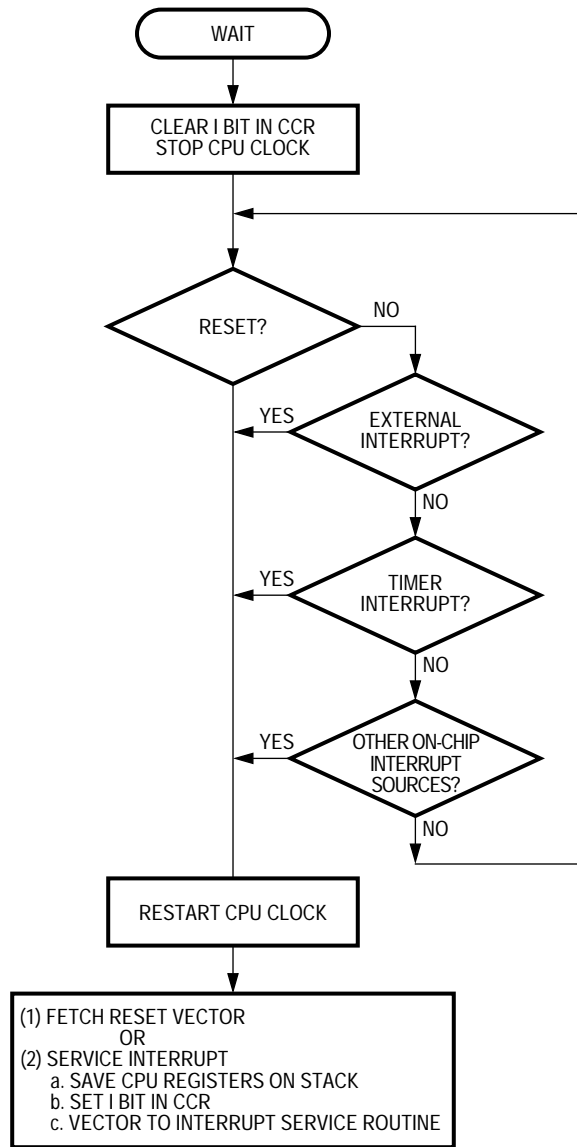 WAIT
CLEAR I BIT IN CCR
STOP CPU CLOCK
RESET?
NO
YES
EXTERNAL
INTERRUPT?
NO
YES
TIMER
INTERRUPT?
NO
YES
OTHER ON-CHIP
INTERRUPT
SOURCES?
NO
RESTART CPU CLOCK
(1) FETCH RESET VECTOR
OR
(2) SERVICE INTERRUPT
a. SAVE CPU REGISTERS ON STACK
b. SET I BIT IN CCR
c. VECTOR TO INTERRUPT SERVICE ROUTINE